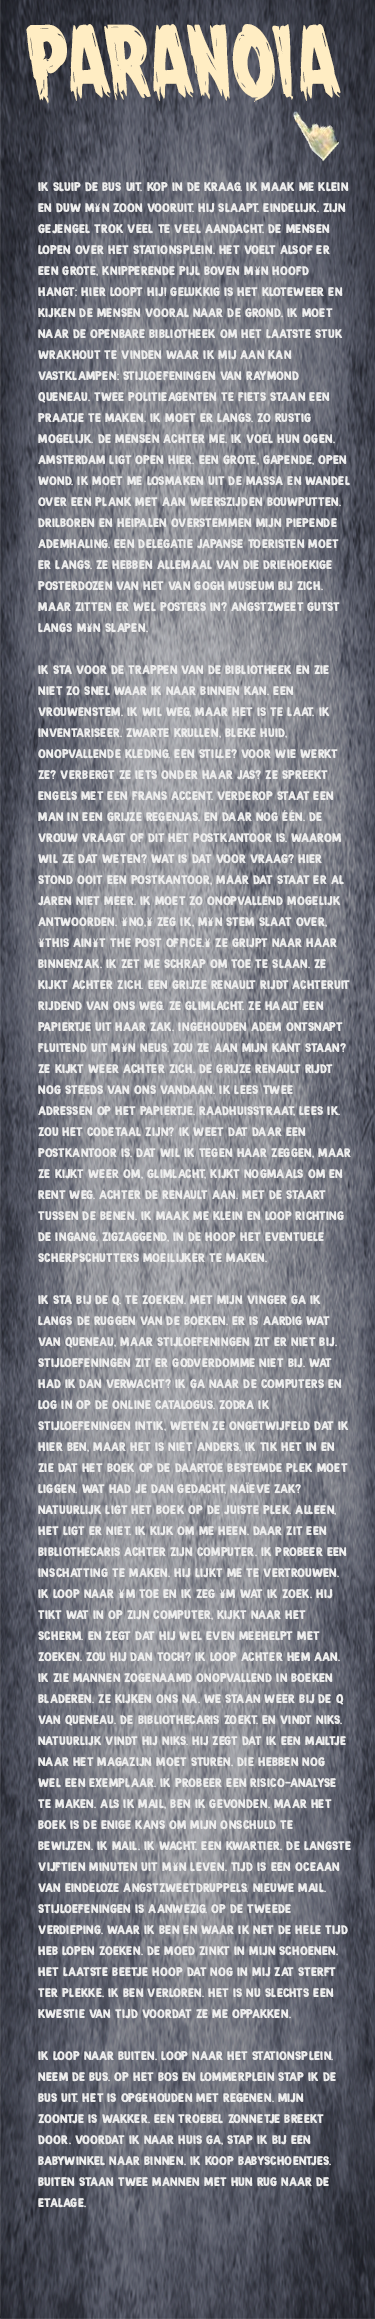 PARANOIA
IK SLUIP DE BUS UIT. KOP IN DE KRAAG. IK MAAK ME KLEIN
EN DUW M¥N ZOON VOORUIT. HIJ SLAAPT. EINDELIJK. ZIJN
GEJENGEL TROK VEEL TE VEEL AANDACHT. DE MENSEN
LOPEN OVER HET STATIONSPLEIN. HET VOELT ALSOF ER
EEN GROTE, KNIPPERENDE PIJL BOVEN M¥N HOOFD
HANGT: HIER LOOPT HIJ! GELUKKIG IS HET KLOTEWEER EN
KIJKEN DE MENSEN VOORAL NAAR DE GROND. IK MOET
NAAR DE OPENBARE BIBLIOTHEEK OM HET LAATSTE STUK
WRAKHOUT TE VINDEN WAAR IK MIJ AAN KAN
VASTKLAMPEN: STIJLOEFENINGEN VAN RAYMOND
QUENEAU. TWEE POLITIEAGENTEN TE FIETS STAAN EEN
PRAATJE TE MAKEN. IK MOET ER LANGS. ZO RUSTIG
MOGELIJK. DE MENSEN ACHTER ME. IK VOEL HUN OGEN.
AMSTERDAM LIGT OPEN HIER. EEN GROTE, GAPENDE, OPEN
WOND. IK MOET ME LOSMAKEN UIT DE MASSA EN WANDEL
OVER EEN PLANK MET AAN WEERSZIJDEN BOUWPUTTEN.
DRILBOREN EN HEIPALEN OVERSTEMMEN MIJN PIEPENDE
ADEMHALING. EEN DELEGATIE JAPANSE TOERISTEN MOET
ER LANGS. ZE HEBBEN ALLEMAAL VAN DIE DRIEHOEKIGE
POSTERDOZEN VAN HET VAN GOGH MUSEUM BIJ ZICH.
MAAR ZITTEN ER WEL POSTERS IN? ANGSTZWEET GUTST
LANGS M¥N SLAPEN.
IK STA VOOR DE TRAPPEN VAN DE BIBLIOTHEEK EN ZIE
NIET ZO SNEL WAAR IK NAAR BINNEN KAN. EEN
VROUWENSTEM. IK WIL WEG, MAAR HET IS TE LAAT. IK
INVENTARISEER. ZWARTE KRULLEN, BLEKE HUID,
ONOPVALLENDE KLEDING. EEN STILLE? VOOR WIE WERKT
ZE? VERBERGT ZE IETS ONDER HAAR JAS? ZE SPREEKT
ENGELS MET EEN FRANS ACCENT. VERDEROP STAAT EEN
MAN IN EEN GRIJZE REGENJAS. EN DAAR NOG ÉÉN. DE
VROUW VRAAGT OF DIT HET POSTKANTOOR IS. WAAROM
WIL ZE DAT WETEN? WAT IS DAT VOOR VRAAG? HIER
STOND OOIT EEN POSTKANTOOR, MAAR DAT STAAT ER AL
JAREN NIET MEER. IK MOET ZO ONOPVALLEND MOGELIJK
ANTWOORDEN. ¥NO,¥ ZEG IK, M¥N STEM SLAAT OVER,
¥THIS AIN¥T THE POST OFFICE.¥ ZE GRIJPT NAAR HAAR
BINNENZAK. IK ZET ME SCHRAP OM TOE TE SLAAN. ZE
KIJKT ACHTER ZICH. EEN GRIJZE RENAULT RIJDT ACHTERUIT
RIJDEND VAN ONS WEG. ZE GLIMLACHT. ZE HAALT EEN
PAPIERTJE UIT HAAR ZAK. INGEHOUDEN ADEM ONTSNAPT
FLUITEND UIT M¥N NEUS. ZOU ZE AAN MIJN KANT STAAN?
ZE KIJKT WEER ACHTER ZICH. DE GRIJZE RENAULT RIJDT
NOG STEEDS VAN ONS VANDAAN. IK LEES TWEE
ADRESSEN OP HET PAPIERTJE. RAADHUISSTRAAT, LEES IK.
ZOU HET CODETAAL ZIJN? IK WEET DAT DAAR EEN
POSTKANTOOR IS, DAT WIL IK TEGEN HAAR ZEGGEN, MAAR
ZE KIJKT WEER OM, GLIMLACHT, KIJKT NOGMAALS OM EN
RENT WEG. ACHTER DE RENAULT AAN. MET DE STAART
TUSSEN DE BENEN. IK MAAK ME KLEIN EN LOOP RICHTING
DE INGANG. ZIGZAGGEND. IN DE HOOP HET EVENTUELE
SCHERPSCHUTTERS MOEILIJKER TE MAKEN.
IK STA BIJ DE Q. TE ZOEKEN. MET MIJN VINGER GA IK
LANGS DE RUGGEN VAN DE BOEKEN. ER IS AARDIG WAT
VAN QUENEAU, MAAR STIJLOEFENINGEN ZIT ER NIET BIJ.
STIJLOEFENINGEN ZIT ER GODVERDOMME NIET BIJ. WAT
HAD IK DAN VERWACHT? IK GA NAAR DE COMPUTERS EN
LOG IN OP DE ONLINE CATALOGUS. ZODRA IK
STIJLOEFENINGEN INTIK, WETEN ZE ONGETWIJFELD DAT IK
HIER BEN, MAAR HET IS NIET ANDERS. IK TIK HET IN EN
ZIE DAT HET BOEK OP DE DAARTOE BESTEMDE PLEK MOET
LIGGEN. WAT HAD JE DAN GEDACHT, NAÏEVE ZAK?
NATUURLIJK LIGT HET BOEK OP DE JUISTE PLEK. ALLEEN,
HET LIGT ER NIET. IK KIJK OM ME HEEN. DAAR ZIT EEN
BIBLIOTHECARIS ACHTER ZIJN COMPUTER. IK PROBEER EEN
INSCHATTING TE MAKEN. HIJ LIJKT ME TE VERTROUWEN.
IK LOOP NAAR ¥M TOE EN IK ZEG ¥M WAT IK ZOEK. HIJ
TIKT WAT IN OP ZIJN COMPUTER, KIJKT NAAR HET
SCHERM, EN ZEGT DAT HIJ WEL EVEN MEEHELPT MET
ZOEKEN. ZOU HIJ DAN TOCH? IK LOOP ACHTER HEM AAN.
IK ZIE MANNEN ZOGENAAMD ONOPVALLEND IN BOEKEN
BLADEREN. ZE KIJKEN ONS NA. WE STAAN WEER BIJ DE Q
VAN QUENEAU. DE BIBLIOTHECARIS ZOEKT. EN VINDT NIKS.
NATUURLIJK VINDT HIJ NIKS. HIJ ZEGT DAT IK EEN MAILTJE
NAAR HET MAGAZIJN MOET STUREN. DIE HEBBEN NOG
WEL EEN EXEMPLAAR. IK PROBEER EEN RISICO-ANALYSE
TE MAKEN. ALS IK MAIL, BEN IK GEVONDEN. MAAR HET
BOEK IS DE ENIGE KANS OM MIJN ONSCHULD TE
BEWIJZEN. IK MAIL. IK WACHT. EEN KWARTIER. DE LANGSTE
VIJFTIEN MINUTEN UIT M¥N LEVEN. TIJD IS EEN OCEAAN
VAN EINDELOZE ANGSTZWEETDRUPPELS. NIEUWE MAIL.
STIJLOEFENINGEN IS AANWEZIG. OP DE TWEEDE
VERDIEPING. WAAR IK BEN EN WAAR IK NET DE HELE TIJD
HEB LOPEN ZOEKEN. DE MOED ZINKT IN MIJN SCHOENEN.
HET LAATSTE BEETJE HOOP DAT NOG IN MIJ ZAT STERFT
TER PLEKKE. IK BEN VERLOREN. HET IS NU SLECHTS EEN
KWESTIE VAN TIJD VOORDAT ZE ME OPPAKKEN.
IK LOOP NAAR BUITEN. LOOP NAAR HET STATIONSPLEIN.
NEEM DE BUS. OP HET BOS EN LOMMERPLEIN STAP IK DE
BUS UIT. HET IS OPGEHOUDEN MET REGENEN. MIJN
ZOONTJE IS WAKKER. EEN TROEBEL ZONNETJE BREEKT
DOOR. VOORDAT IK NAAR HUIS GA, STAP IK BIJ EEN
BABYWINKEL NAAR BINNEN. IK KOOP BABYSCHOENTJES.
BUITEN STAAN TWEE MANNEN MET HUN RUG NAAR DE
ETALAGE.